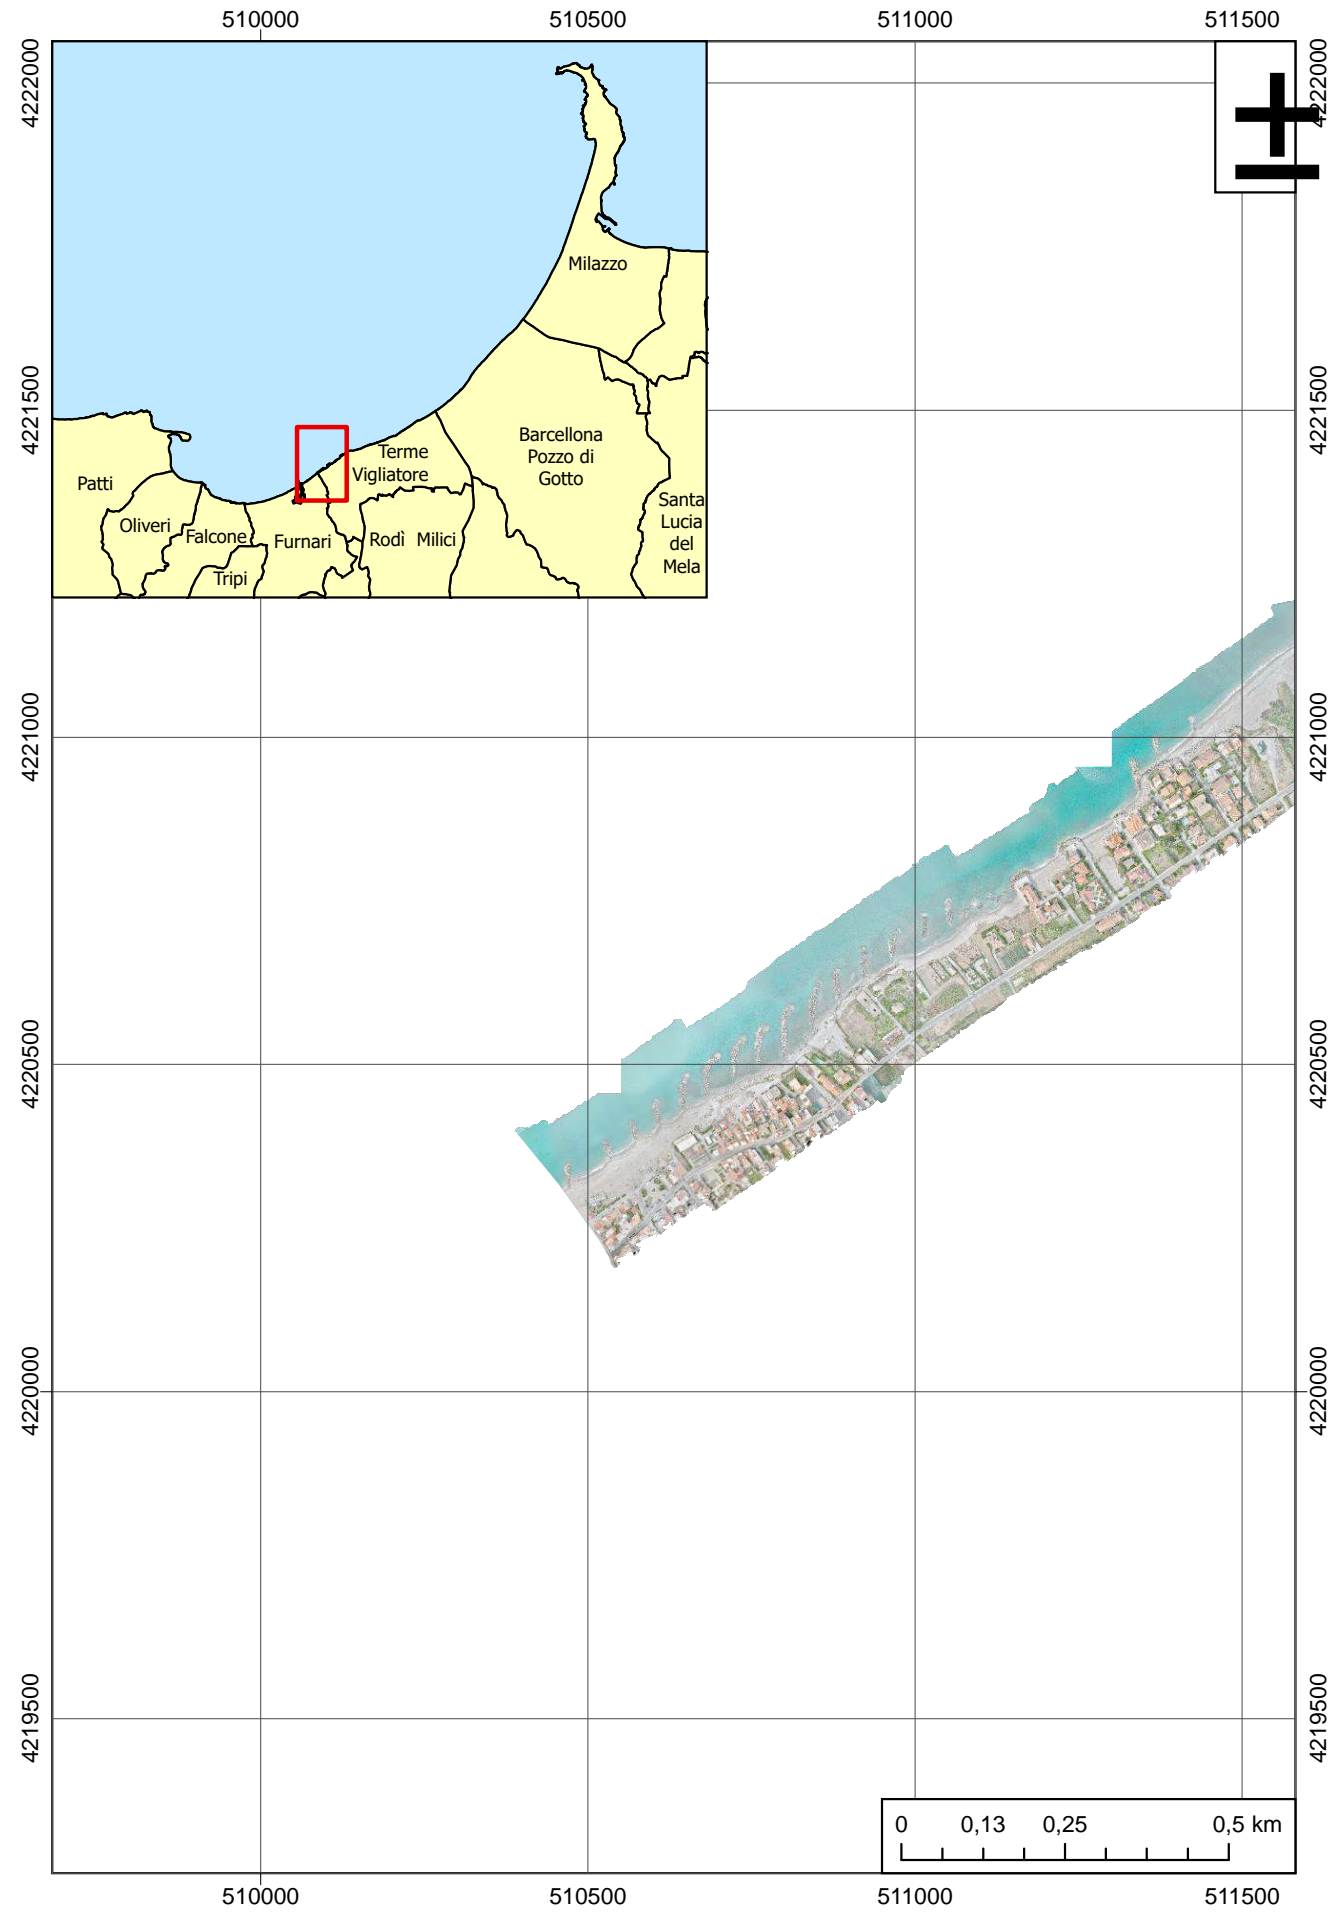 510000 510500 511000 511500
4222000 4222000
Milazzo
4221500 4221500
Barcellona
Pozzo di
Gotto
Terme
Vigliatore
Patti
Santa
Lucia
del
Mela
Oliveri
Falcone
Furnari
Rodì Milici
Tripi
4221000 4221000
4220500 4220500
4220000 4220000
4219500 4219500
0 0,13 0,25 0,5 km
510000 510500 511000 511500